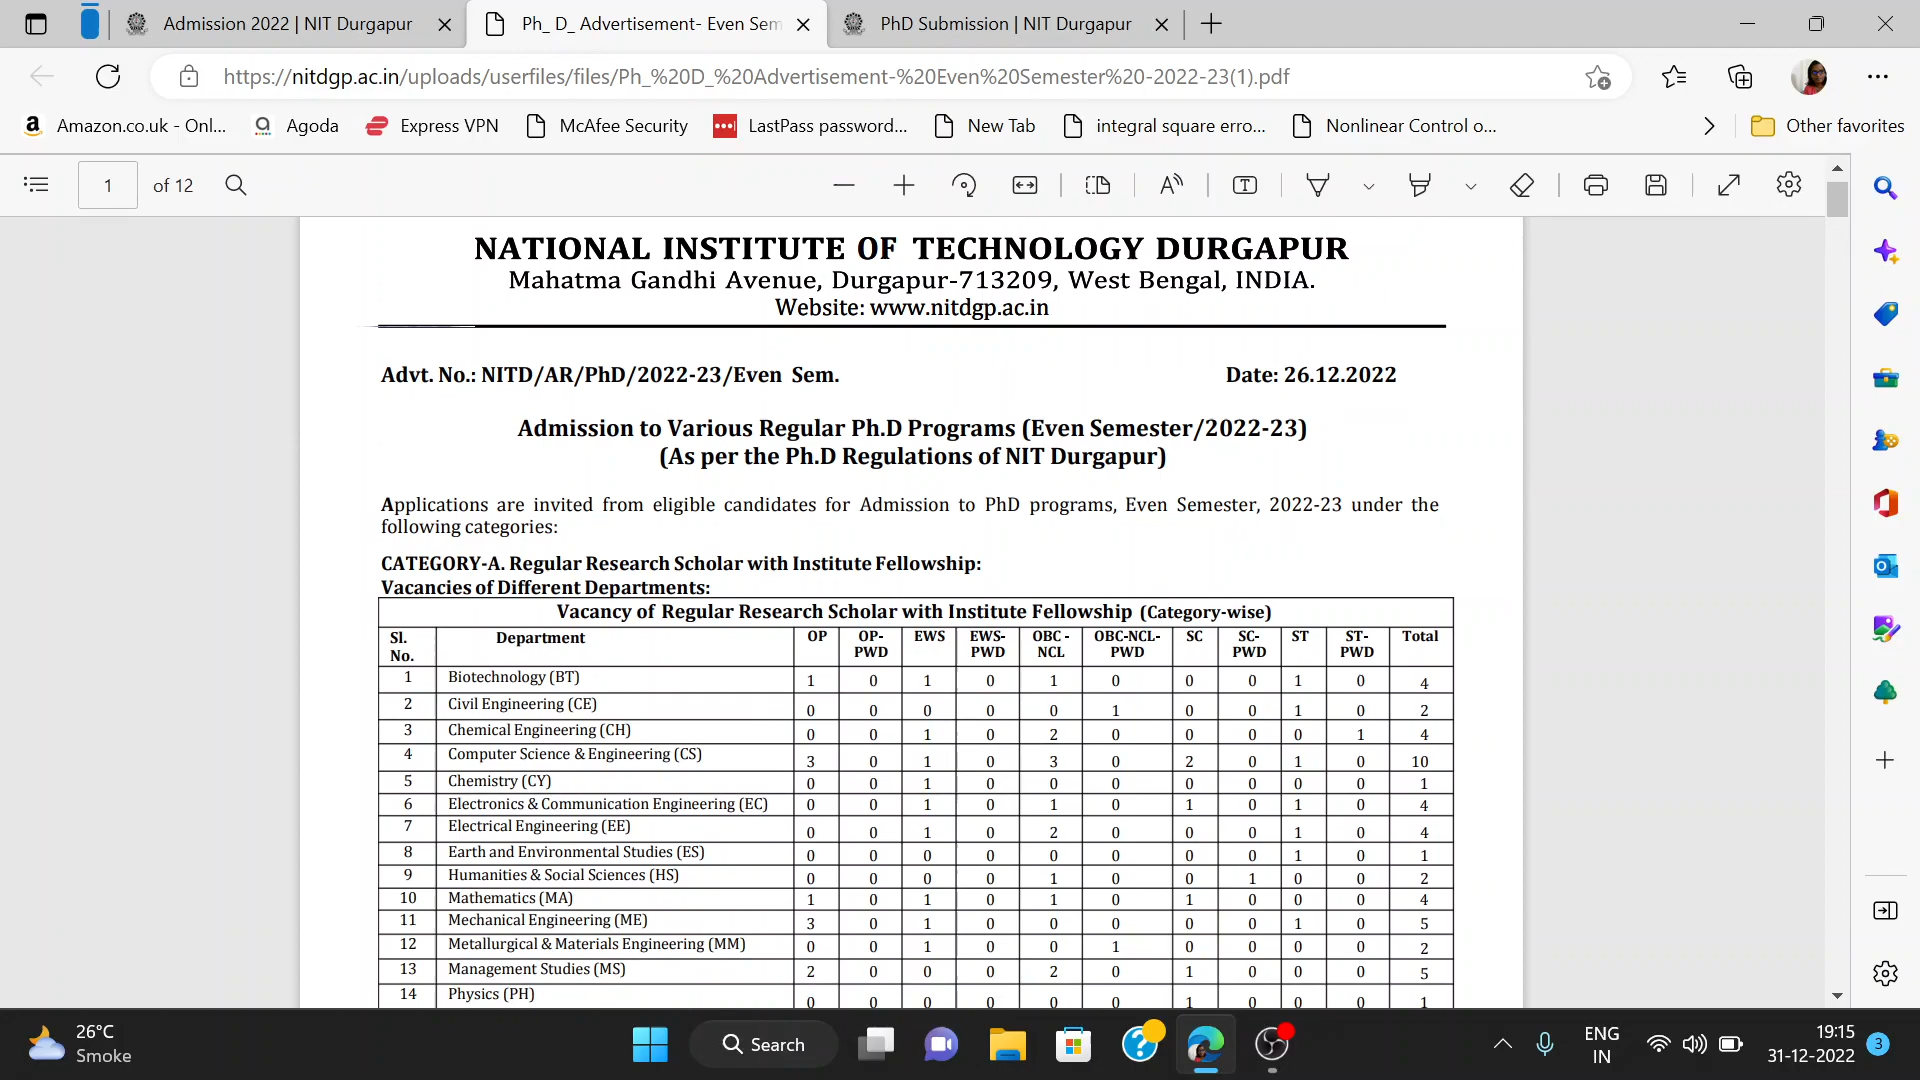 Admission 2022 | NIT Durgapur
Ph_ D_ Advertisement- Even Sem
PhD Submission | NIT Durgapur
https://nitdgp.ac.in/uploads/userfiles/files/Ph_%20D_%20Advertisement-%20Even%20Semester%20-2022-23(1).pdf
Amazon.co.uk - Onl... Agoda Express VPN McAfee Security LastPass password... New Tab integral square erro... Nonlinear Control o... Other favorites
1 of 12
NATIONAL INSTITUTE OF TECHNOLOGY DURGAPUR
Mahatma Gandhi Avenue, Durgapur-713209, West Bengal, INDIA.
Website: www.nitdgp.ac.in
Advt. No.: NITD/AR/PhD/2022-23/Even Sem. Date: 26.12.2022
Admission to Various Regular Ph.D Programs (Even Semester/2022-23)
(As per the Ph.D Regulations of NIT Durgapur)
Applications are invited from eligible candidates for Admission to PhD programs, Even Semester, 2022-23 under the
following categories:
CATEGORY-A. Regular Research Scholar with Institute Fellowship:
Vacancies of Different Departments:
Vacancy of Regular Research Scholar with Institute Fellowship (Category-wise)
Sl. No. Department OP OP-PWD EWS EWS-PWD OBC -NCL OBC-NCL-PWD SC SC-PWD ST ST-PWD Total
1 Biotechnology (BT) 1 0 1 0 1 0 0 0 1 0 4
2 Civil Engineering (CE) 0 0 0 0 0 1 0 0 1 0 2
3 Chemical Engineering (CH) 0 0 1 0 2 0 0 0 0 1 4
4 Computer Science & Engineering (CS) 3 0 1 0 3 0 2 0 1 0 10
5 Chemistry (CY) 0 0 1 0 0 0 0 0 0 0 1
6 Electronics & Communication Engineering (EC) 0 0 1 0 1 0 1 0 1 0 4
7 Electrical Engineering (EE) 0 0 1 0 2 0 0 0 1 0 4
8 Earth and Environmental Studies (ES) 0 0 0 0 0 0 0 0 1 0 1
9 Humanities & Social Sciences (HS) 0 0 0 0 1 0 0 1 0 0 2
10 Mathematics (MA) 1 0 1 0 1 0 1 0 0 0 4
11 Mechanical Engineering (ME) 3 0 1 0 0 0 0 0 1 0 5
12 Metallurgical & Materials Engineering (MM) 0 0 1 0 0 1 0 0 0 0 2
13 Management Studies (MS) 2 0 0 0 2 0 1 0 0 0 5
14 Physics (PH) 0 0 0 0 0 0 1 0 0 0 1
26°C
Smoke
Search
ENG
IN
19:15
31-12-2022
3